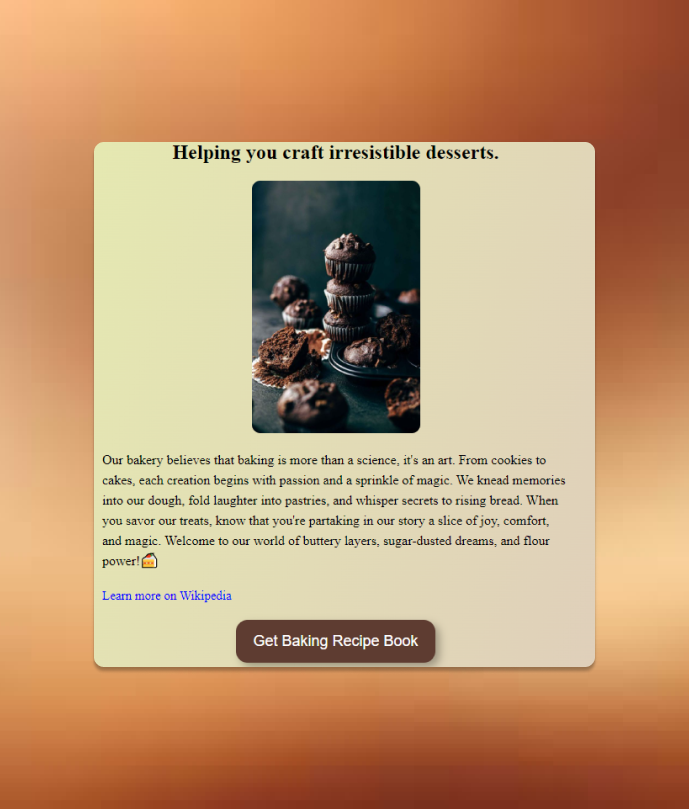 Helping you craft irresistible desserts.
Our bakery believes that baking is more than a science, it's an art. From cookies to
cakes, each creation begins with passion and a sprinkle of magic. We knead memories
into our dough, fold laughter into pastries, and whisper secrets to rising bread. When
you savor our treats, know that you're partaking in our story a slice of joy, comfort,
and magic. Welcome to our world of buttery layers, sugar-dusted dreams, and flour
power!🍰
Learn more on Wikipedia
Get Baking Recipe Book